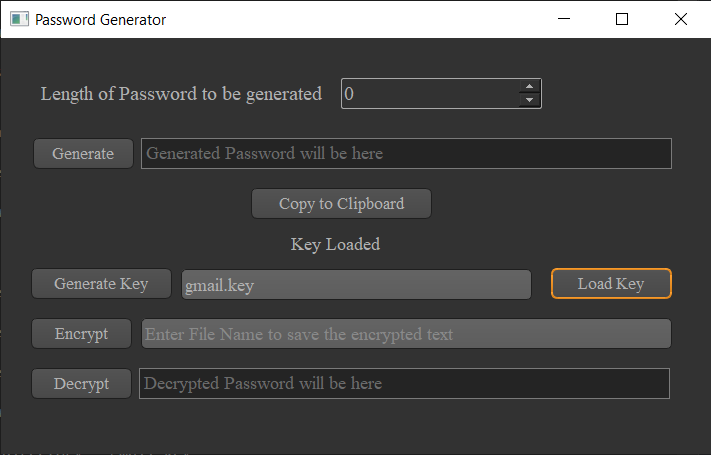 Password Generator
Length of Password to be generated 0
Generate Generated Password will be here
Copy to Clipboard
Key Loaded
Generate Key gmail.key Load Key
Encrypt Enter File Name to save the encrypted text
Decrypt Decrypted Password will be here